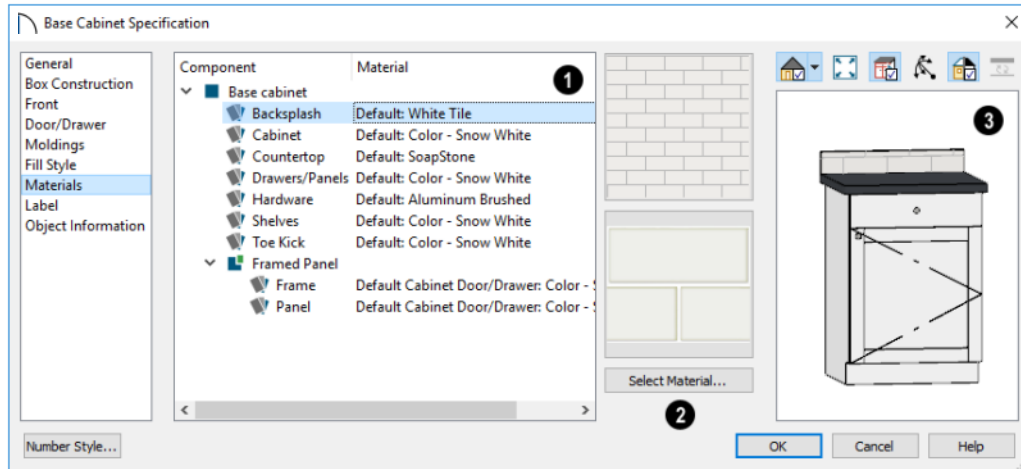 Base Cabinet Specification
General
Box Construction
Front
Door/Drawer
Moldings
Fill Style
Materials
Label
Object Information
Component Material
1
Base cabinet
Backsplash Default: White Tile
Cabinet Default: Color - Snow White
Countertop Default: SoapStone
Drawers/Panels Default: Color - Snow White
Hardware Default: Aluminum Brushed
Shelves Default: Color - Snow White
Toe Kick Default: Color - Snow White
Framed Panel
Frame Default Cabinet Door/Drawer: Color -
Panel Default Cabinet Door/Drawer: Color -
Select Material...
2
3
Number Style...
OK Cancel Help